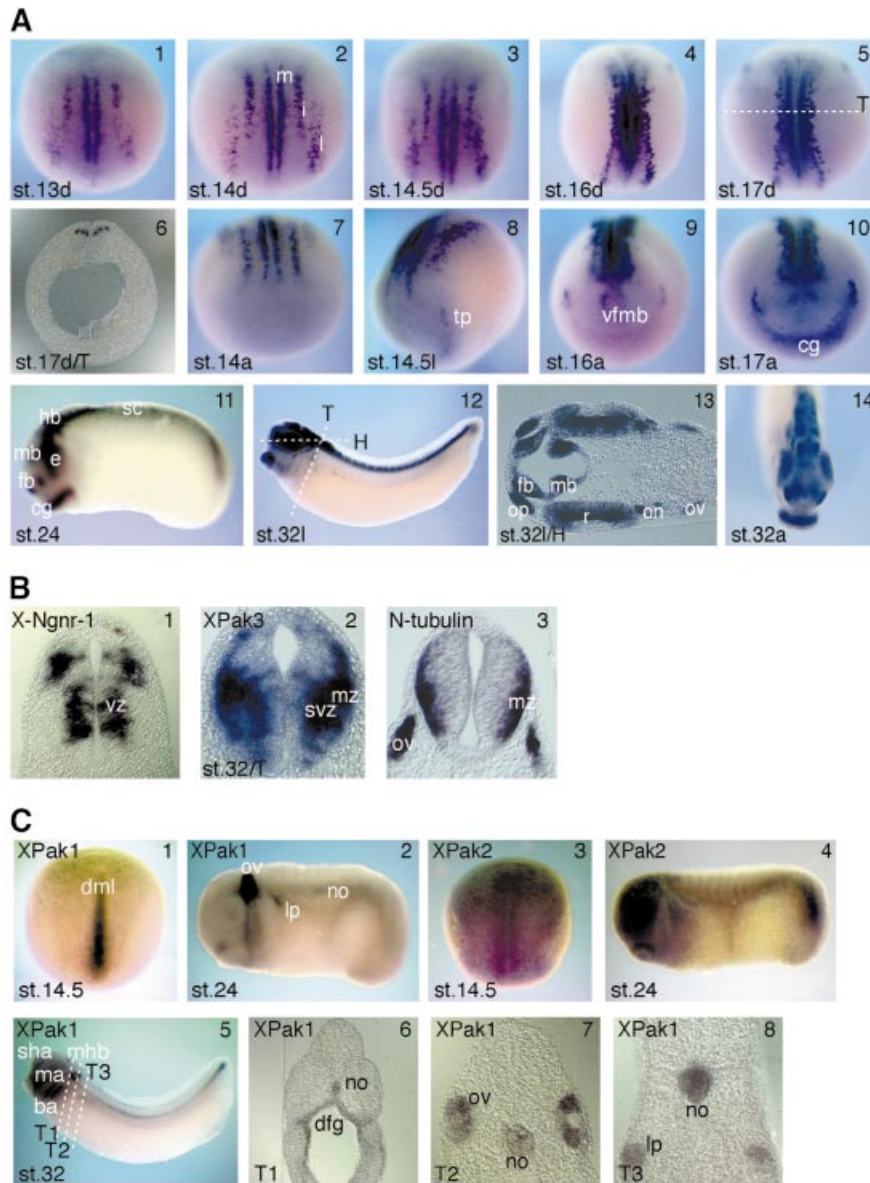 A
1 2 3 4 5
m i l T
st.13d st.14d st.14.5d st.16d st.17d
6 7 8 9 10
tp vfmb cg
st.17d/T st.14a st.14.5l st.16a st.17a
11 12 13 14
hb sc mb e fb cg T H fb mb op r on ov
st.24 st.32l st.32l/H st.32a
B
X-Ngnr-1 1 XPak3 2 N-tubulin 3
vz svz mz mz ov
st.32/T
C
XPak1 1 XPak1 2 XPak2 3 XPak2 4
dml ov lp no
st.14.5 st.24 st.14.5 st.24
XPak1 5 XPak1 6 XPak1 7 XPak1 8
sha mhb ma T3 ba T1 T2 no dfg ov no no lp
st.32 T1 T2 T3